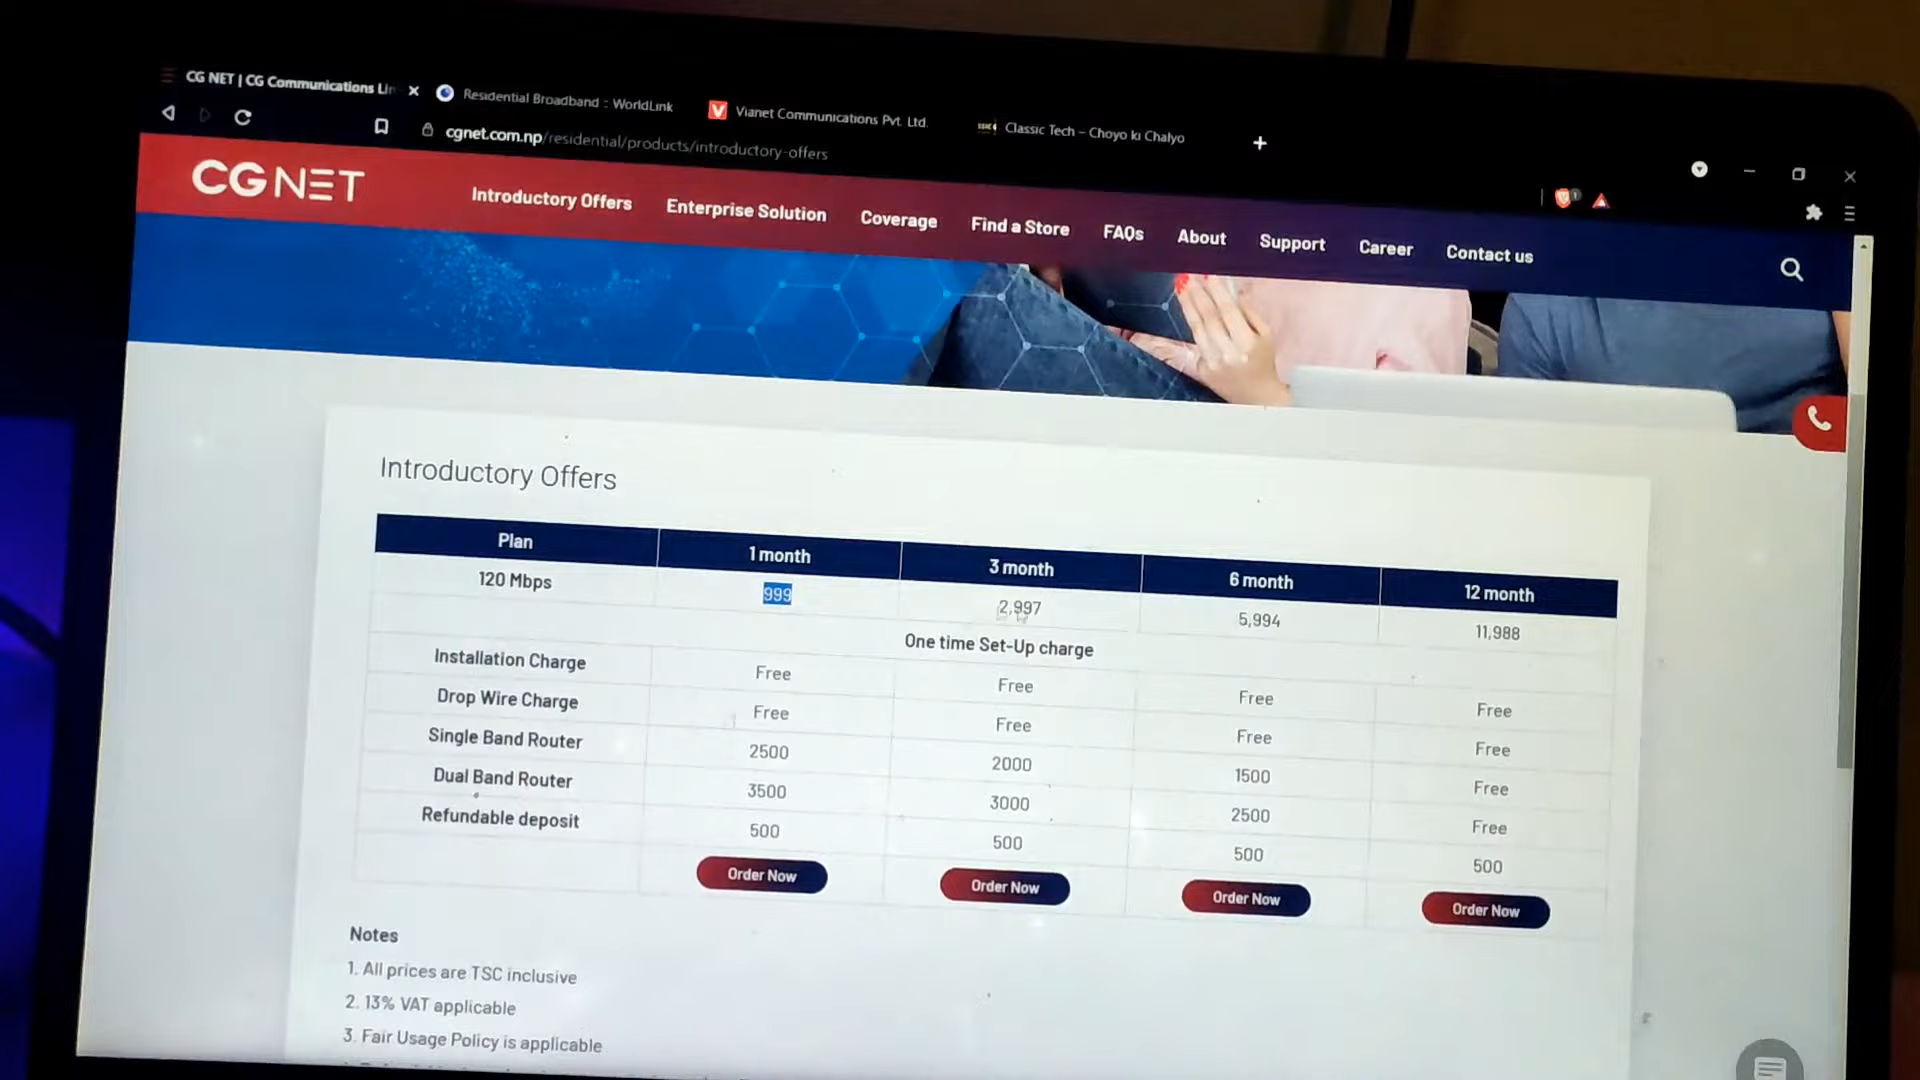 CG NET | CG Communications Lin
Residential Broadband :: WorldLink
Vianet Communications Pvt. Ltd.
Classic Tech – Choyo ki Chalyo
cgnet.com.np/residential/products/introductory-offers
CG NET
Introductory Offers
Enterprise Solution
Coverage
Find a Store
FAQs
About
Support
Career
Contact us
Introductory Offers
Plan 1 month 3 month 6 month 12 month
120 Mbps 999 2,997 5,994 11,988
One time Set-Up charge
Installation Charge Free Free Free Free
Drop Wire Charge Free Free Free Free
Single Band Router 2500 2000 1500 Free
Dual Band Router 3500 3000 2500 Free
Refundable deposit 500 500 500 500
Order Now Order Now Order Now Order Now
Notes
1. All prices are TSC inclusive
2. 13% VAT applicable
3. Fair Usage Policy is applicable